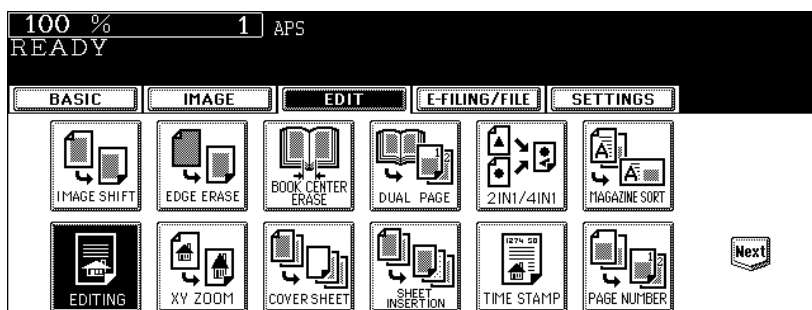 100 % 1 APS
READY
BASIC IMAGE EDIT E-FILING/FILE SETTINGS
IMAGE SHIFT EDGE ERASE BOOK CENTER ERASE DUAL PAGE 2IN1/4IN1 MAGAZINE SORT
EDITING XY ZOOM COVER SHEET SHEET INSERTION TIME STAMP PAGE NUMBER Next